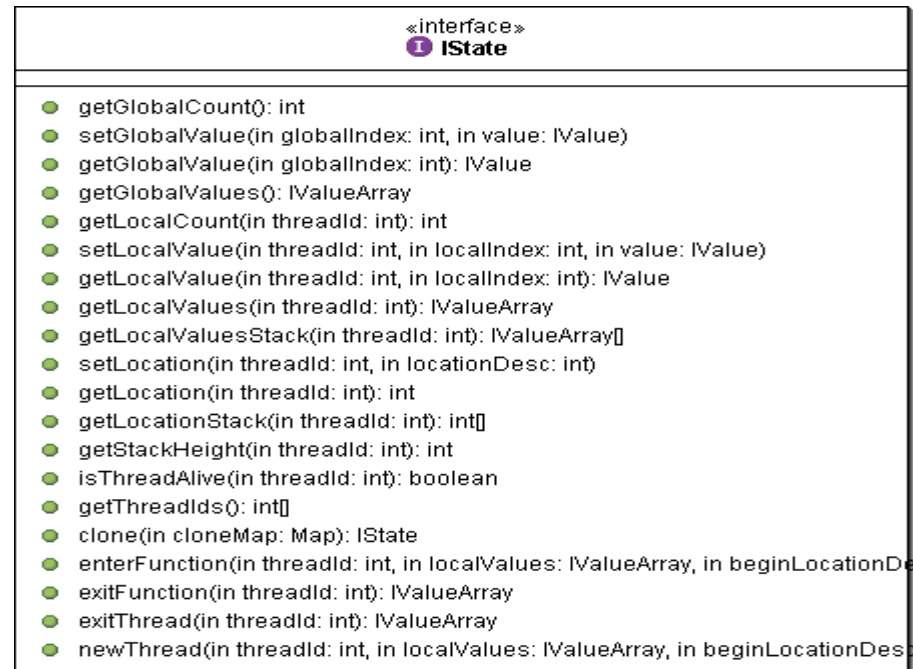 «interface»
I IState
getGlobalCount(): int
setGlobalValue(in globalIndex: int, in value: IValue)
getGlobalValue(in globalIndex: int): IValue
getGlobalValues(): IValueArray
getLocalCount(in threadId: int): int
setLocalValue(in threadId: int, in localIndex: int, in value: IValue)
getLocalValue(in threadId: int, in localIndex: int): IValue
getLocalValues(in threadId: int): IValueArray
getLocalValuesStack(in threadId: int): IValueArray[]
setLocation(in threadId: int, in locationDesc: int)
getLocation(in threadId: int): int
getLocationStack(in threadId: int): int[]
getStackHeight(in threadId: int): int
isThreadAlive(in threadId: int): boolean
getThreadIds(): int[]
clone(in cloneMap: Map): IState
enterFunction(in threadId: int, in localValues: IValueArray, in beginLocationDe
exitFunction(in threadId: int): IValueArray
exitThread(in threadId: int): IValueArray
newThread(in threadId: int, in localValues: IValueArray, in beginLocationDes